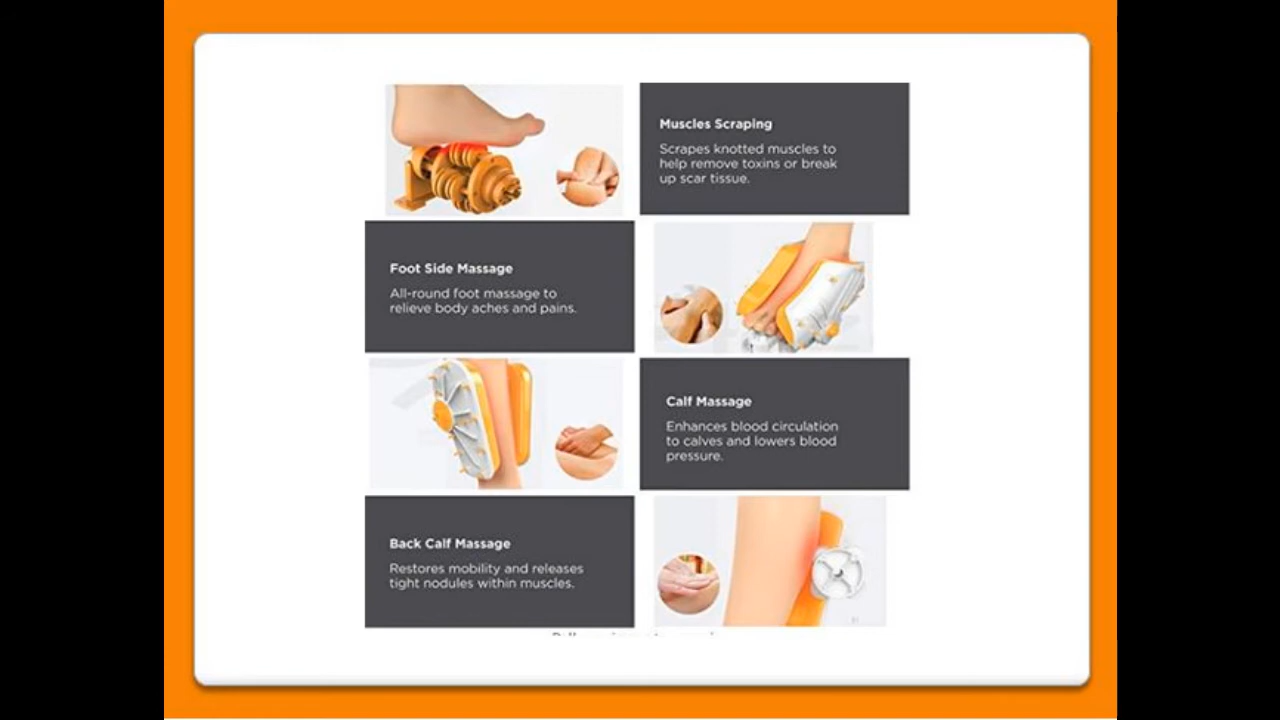 Muscles Scraping
Scrapes knotted muscles to
help remove toxins or break
up scar tissue.
Foot Side Massage
All-round foot massage to
relieve body aches and pains.
Calf Massage
Enhances blood circulation
to calves and lowers blood
pressure.
Back Calf Massage
Restores mobility and releases
tight nodules within muscles.